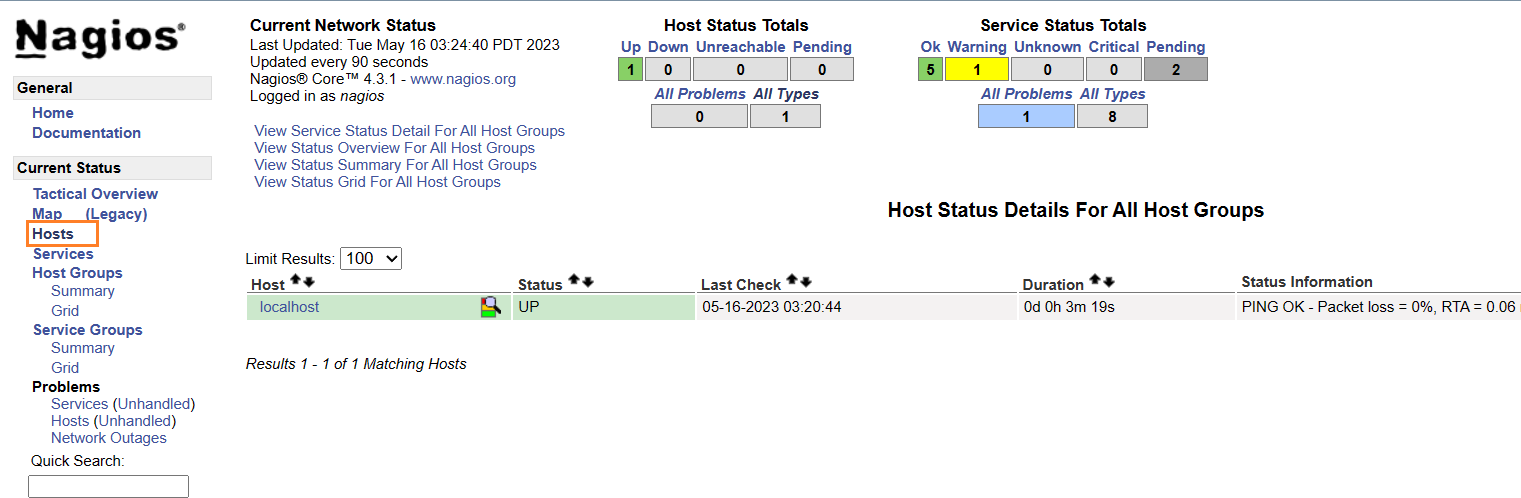 Nagios®
General
Home
Documentation
Current Status
Tactical Overview
Map (Legacy)
Hosts
Services
Host Groups
Summary
Grid
Service Groups
Summary
Grid
Problems
Services (Unhandled)
Hosts (Unhandled)
Network Outages
Quick Search:
Current Network Status
Last Updated: Tue May 16 03:24:40 PDT 2023
Updated every 90 seconds
Nagios® Core™ 4.3.1 - www.nagios.org
Logged in as nagios
View Service Status Detail For All Host Groups
View Status Overview For All Host Groups
View Status Summary For All Host Groups
View Status Grid For All Host Groups
Host Status Totals
Up Down Unreachable Pending
1 0 0 0
All Problems All Types
0 1
Service Status Totals
Ok Warning Unknown Critical Pending
5 1 0 0 2
All Problems All Types
1 8
Host Status Details For All Host Groups
Limit Results: 100
Host Status Last Check Duration Status Information
localhost UP 05-16-2023 03:20:44 0d 0h 3m 19s PING OK - Packet loss = 0%, RTA = 0.06
Results 1 - 1 of 1 Matching Hosts